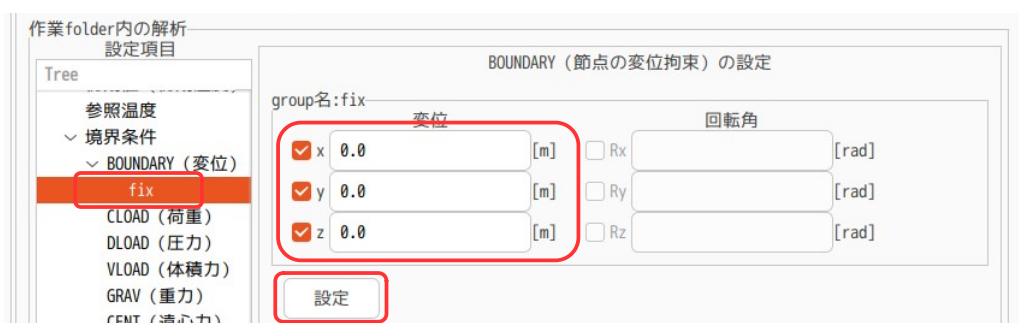 作業folder内の解析
設定項目
Tree
参照温度
境界条件
BOUNDARY (変位)
fix
CLOAD (荷重)
DLOAD (圧力)
VLOAD (体積力)
GRAV (重力)
CENT (遠心力)
BOUNDARY (節点の変位拘束) の設定
group名:fix
変位 回転角
x 0.0 [m] Rx [rad]
y 0.0 [m] Ry [rad]
z 0.0 [m] Rz [rad]
設定